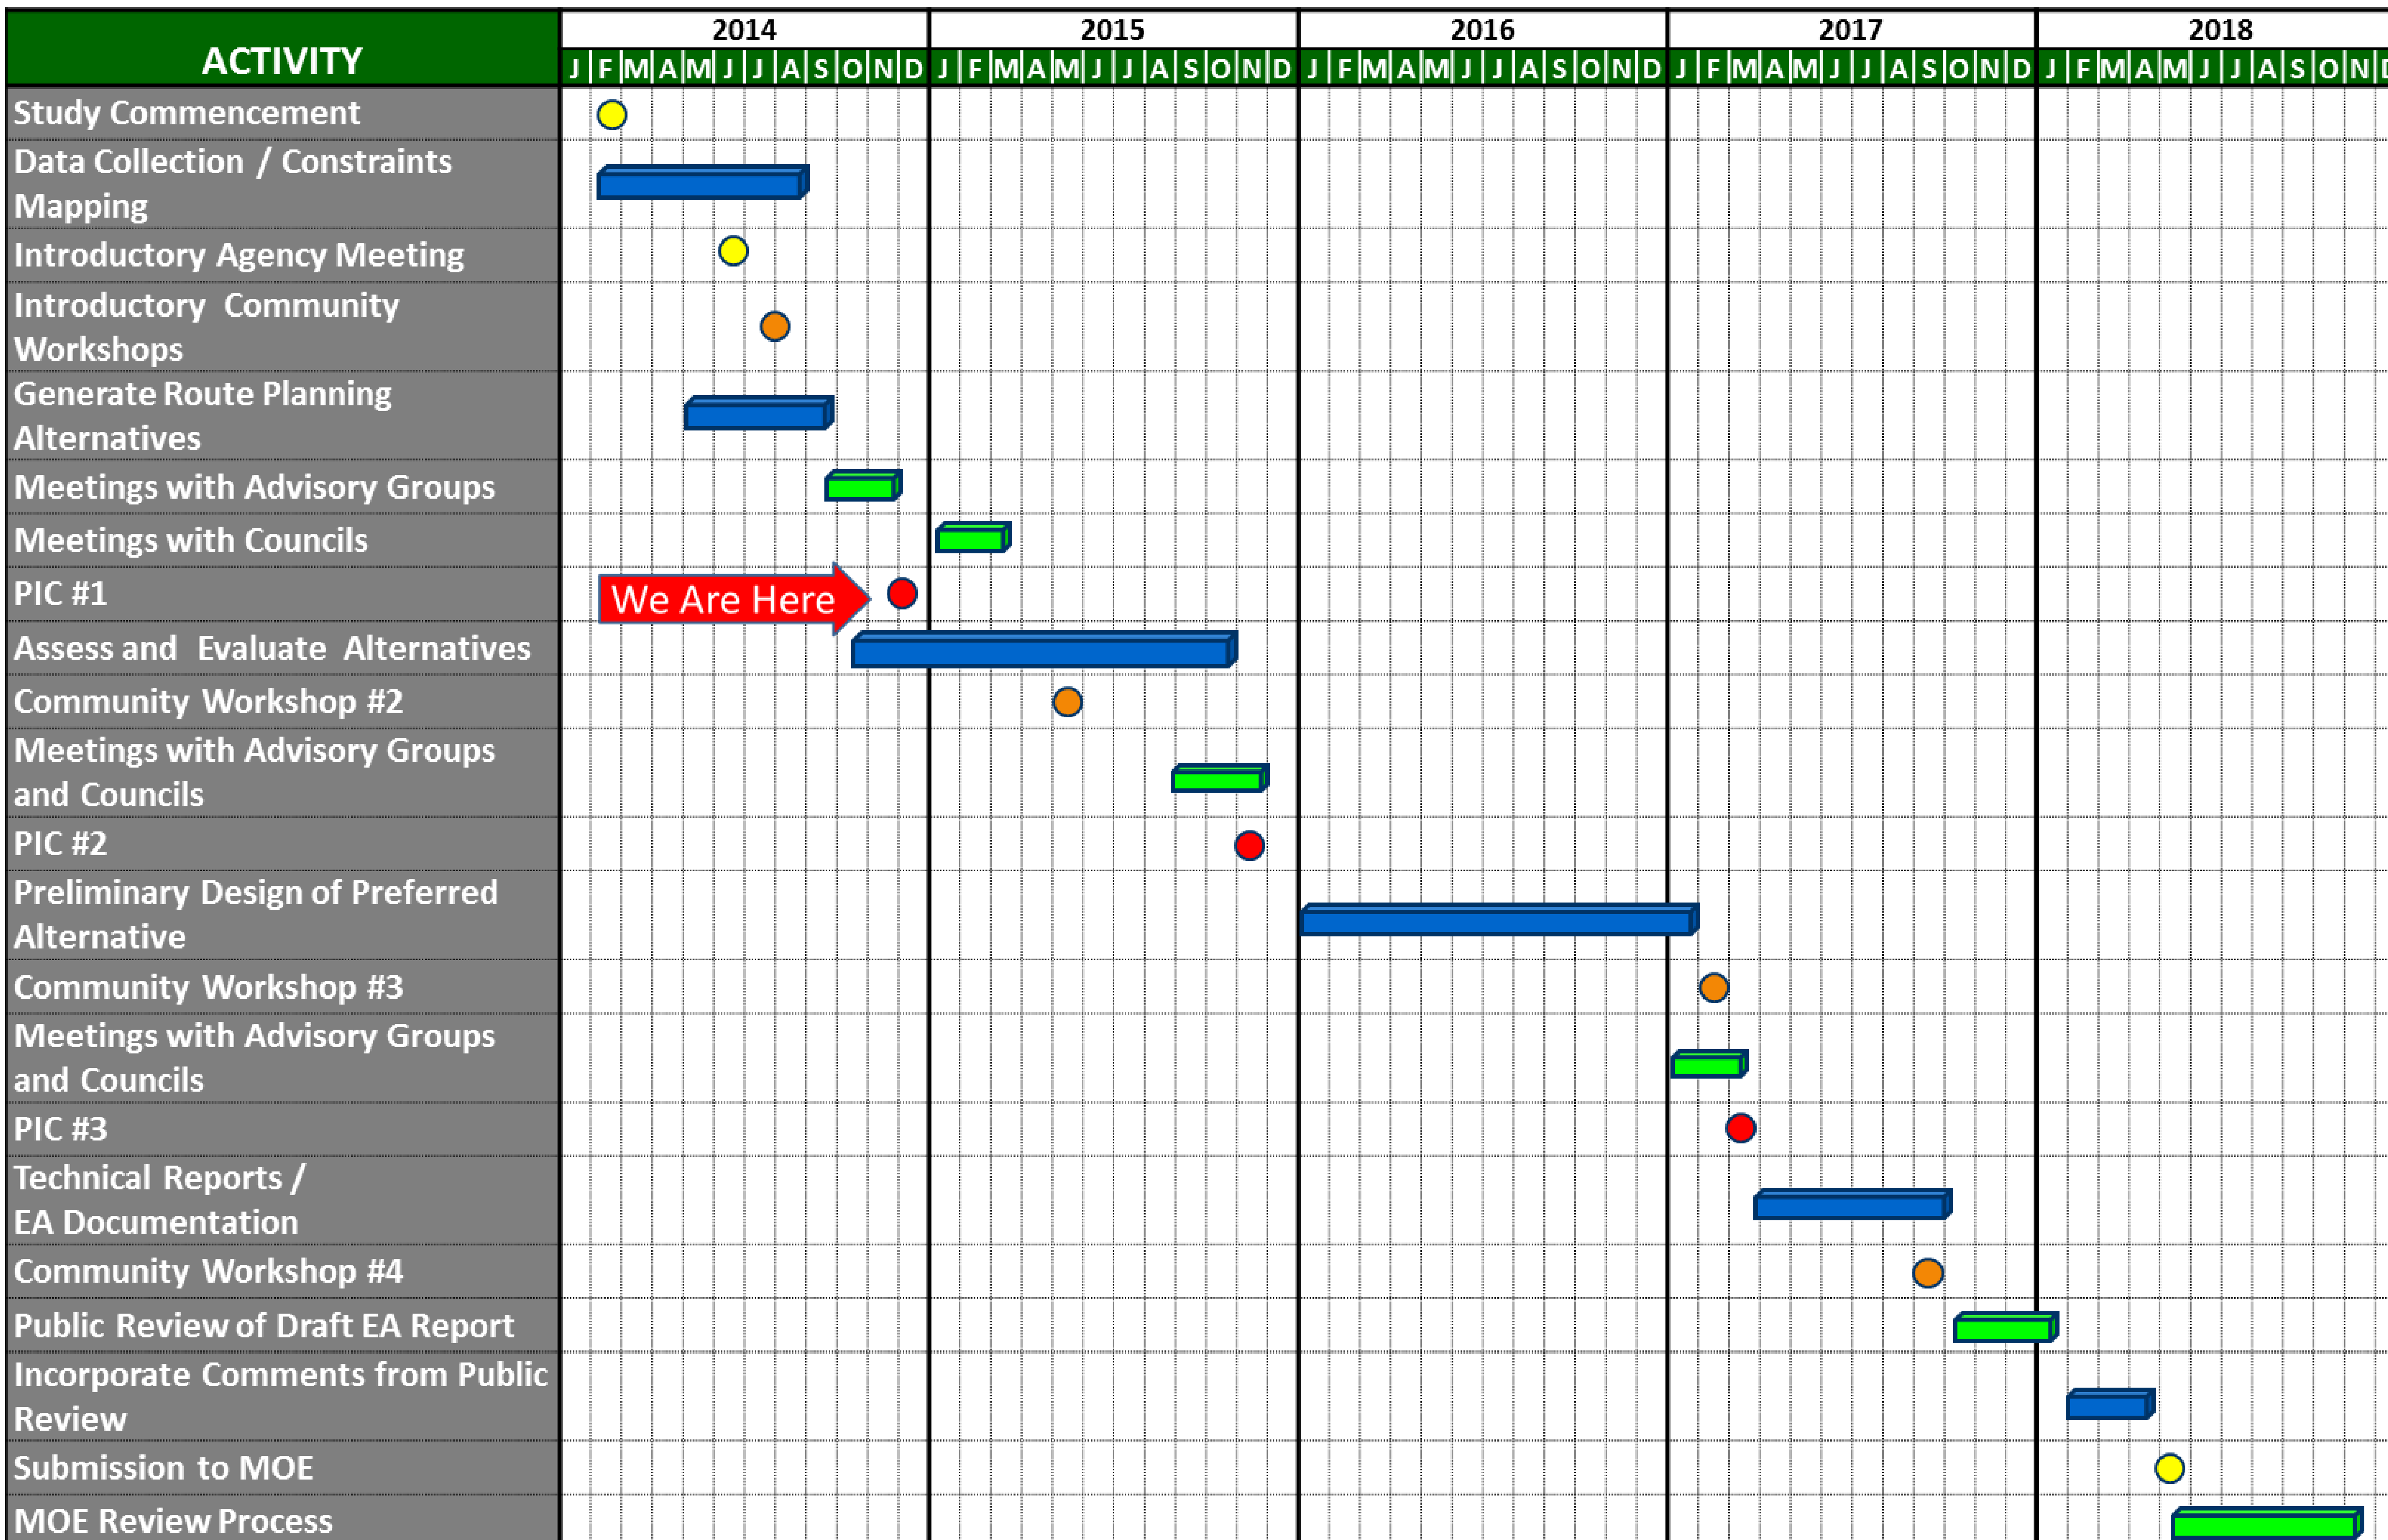 2014 2015 2016 2017 2018
ACTIVITY
J F M A M J J A S O N D J F M A M J J A S O N D J F M A M J J A S O N D J F M A M J J A S O N D J F M A M J J A S O N D
Study Commencement
Data Collection / Constraints
Mapping
Introductory Agency Meeting
Introductory Community
Workshops
Generate Route Planning
Alternatives
Meetings with Advisory Groups
Meetings with Councils
PIC #1
We Are Here
Assess and Evaluate Alternatives
Community Workshop #2
Meetings with Advisory Groups
and Councils
PIC #2
Preliminary Design of Preferred
Alternative
Community Workshop #3
Meetings with Advisory Groups
and Councils
PIC #3
Technical Reports /
EA Documentation
Community Workshop #4
Public Review of Draft EA Report
Incorporate Comments from Public
Review
Submission to MOE
MOE Review Process